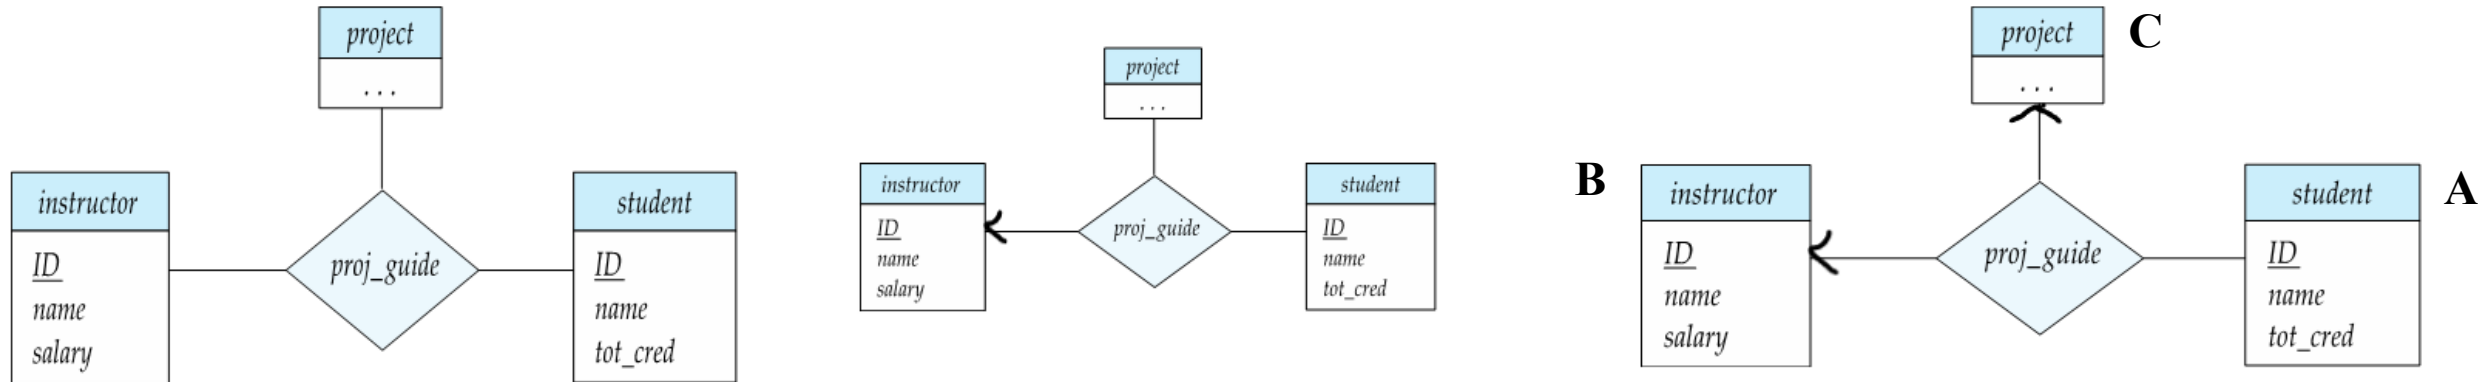 project
. . .
instructor
ID
name
salary
proj_guide
student
ID
name
tot_cred
project
. . .
instructor
ID
name
salary
proj_guide
student
ID
name
tot_cred
project
. . .
C
B
instructor
ID
name
salary
proj_guide
student
ID
name
tot_cred
A